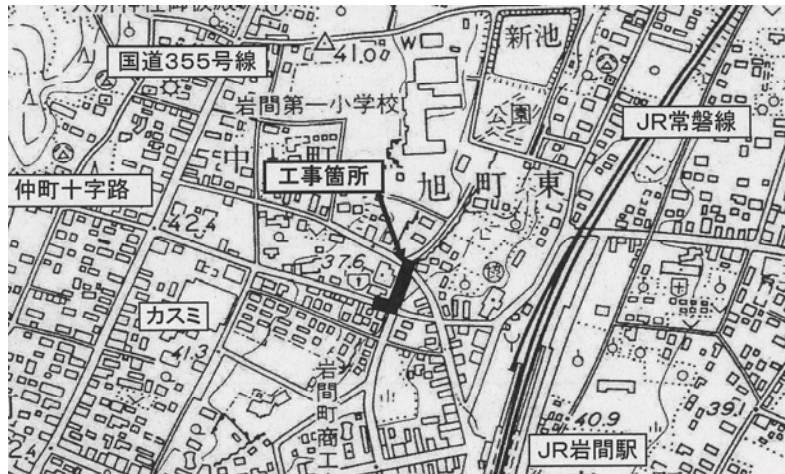 41.0
W
新池
国道355号線
岩間第一小学校
公園
JR常磐線
中町
工事箇所
旭町東
仲町十字路
42.4
37.6
カスミ
41.3
岩間町商工
40.9
39.1
JR岩間駅